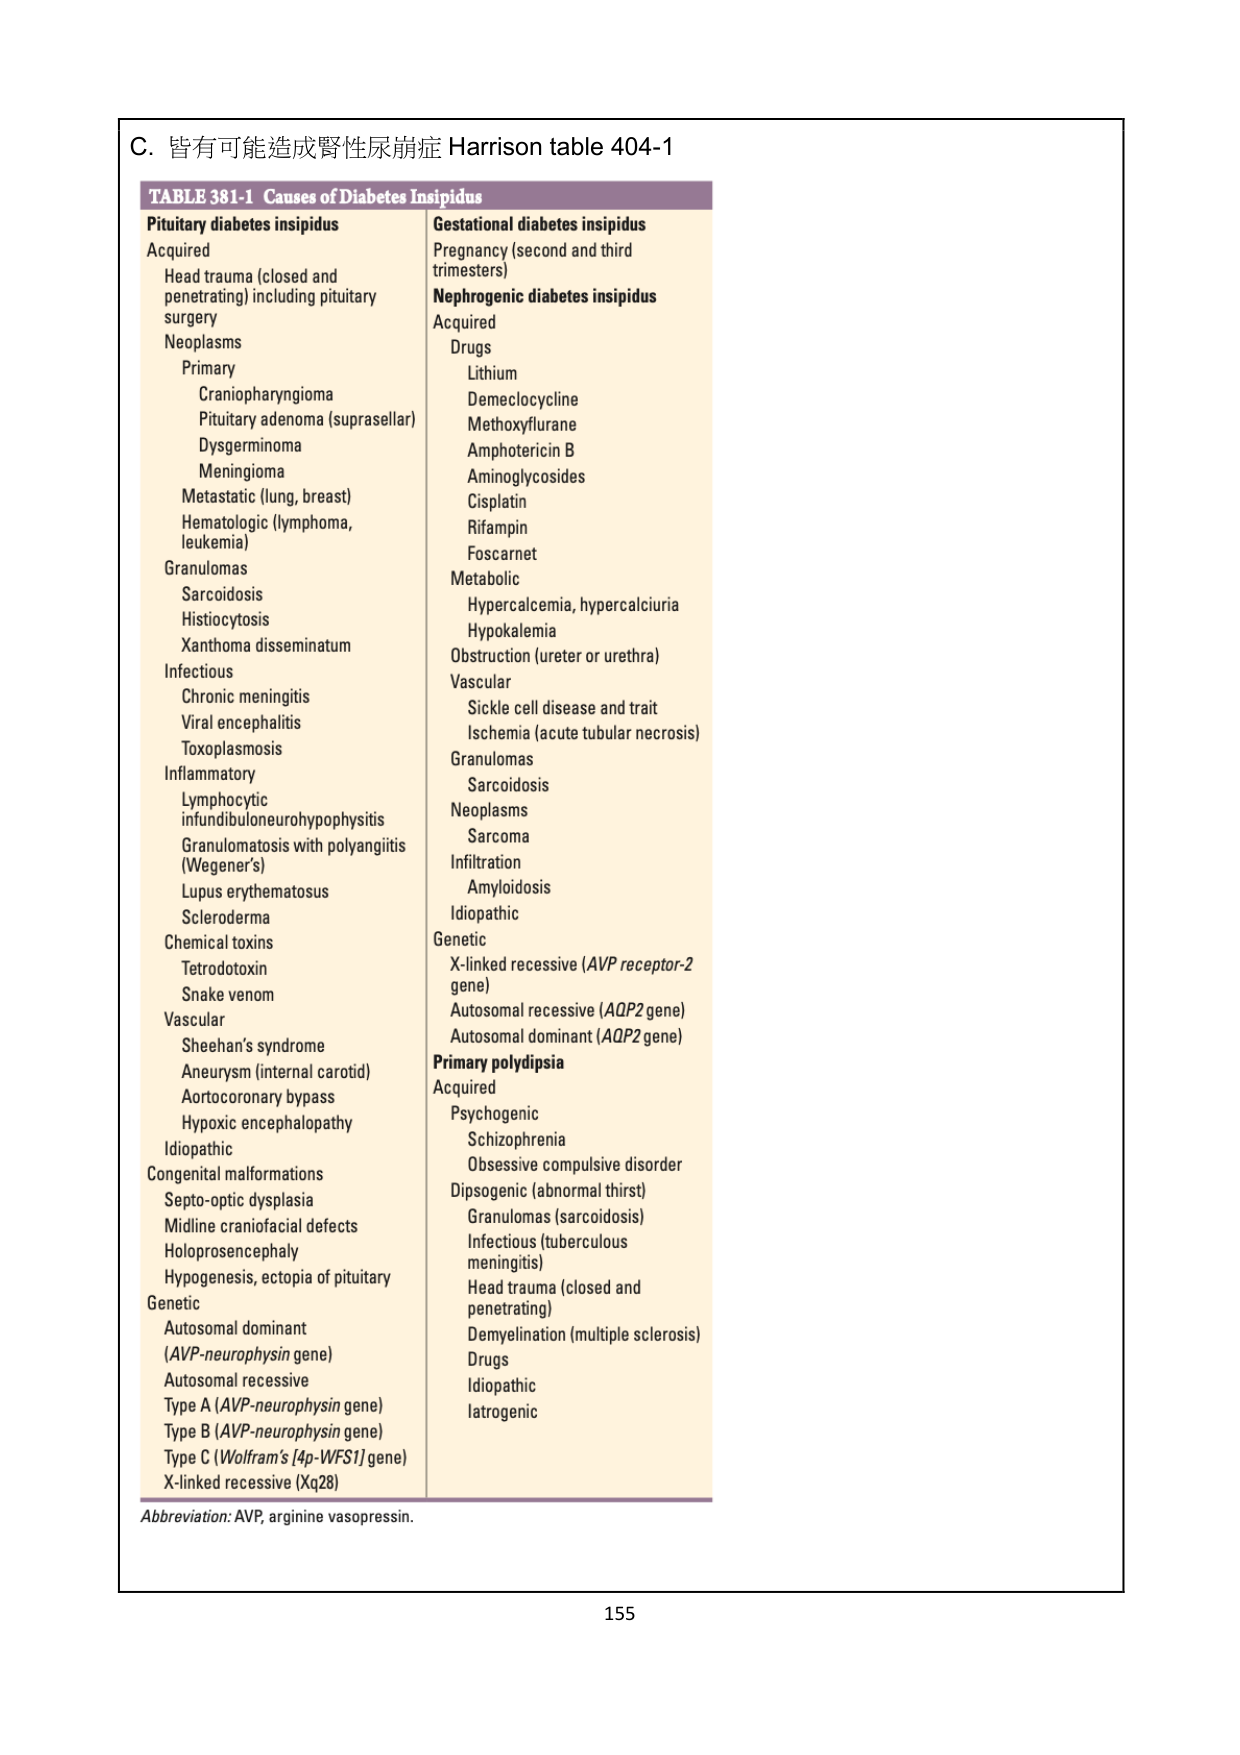 C. 皆有可能造成腎性尿崩症 Harrison table 404-1
TABLE 381-1 Causes of Diabetes Insipidus
Pituitary diabetes insipidus
Acquired
Head trauma (closed and
penetrating) including pituitary
surgery
Neoplasms
Primary
Craniopharyngioma
Pituitary adenoma (suprasellar)
Dysgerminoma
Meningioma
Metastatic (lung, breast)
Hematologic (lymphoma,
leukemia)
Granulomas
Sarcoidosis
Histiocytosis
Xanthoma disseminatum
Infectious
Chronic meningitis
Viral encephalitis
Toxoplasmosis
Inflammatory
Lymphocytic
infundibuloneurohypophysitis
Granulomatosis with polyangiitis
(Wegener's)
Lupus erythematosus
Scleroderma
Chemical toxins
Tetrodotoxin
Snake venom
Vascular
Sheehan's syndrome
Aneurysm (internal carotid)
Aortocoronary bypass
Hypoxic encephalopathy
Idiopathic
Congenital malformations
Septo-optic dysplasia
Midline craniofacial defects
Holoprosencephaly
Hypogenesis, ectopia of pituitary
Genetic
Autosomal dominant
(AVP-neurophysin gene)
Autosomal recessive
Type A (AVP-neurophysin gene)
Type B (AVP-neurophysin gene)
Type C (Wolfram's [4p-WFS1] gene)
X-linked recessive (Xq28)
Gestational diabetes insipidus
Pregnancy (second and third
trimesters)
Nephrogenic diabetes insipidus
Acquired
Drugs
Lithium
Demeclocycline
Methoxyflurane
Amphotericin B
Aminoglycosides
Cisplatin
Rifampin
Foscarnet
Metabolic
Hypercalcemia, hypercalciuria
Hypokalemia
Obstruction (ureter or urethra)
Vascular
Sickle cell disease and trait
Ischemia (acute tubular necrosis)
Granulomas
Sarcoidosis
Neoplasms
Sarcoma
Infiltration
Amyloidosis
Idiopathic
Genetic
X-linked recessive (AVP receptor-2
gene)
Autosomal recessive (AQP2 gene)
Autosomal dominant (AQP2 gene)
Primary polydipsia
Acquired
Psychogenic
Schizophrenia
Obsessive compulsive disorder
Dipsogenic (abnormal thirst)
Granulomas (sarcoidosis)
Infectious (tuberculous
meningitis)
Head trauma (closed and
penetrating)
Demyelination (multiple sclerosis)
Drugs
Idiopathic
Iatrogenic
Abbreviation: AVP, arginine vasopressin.
155